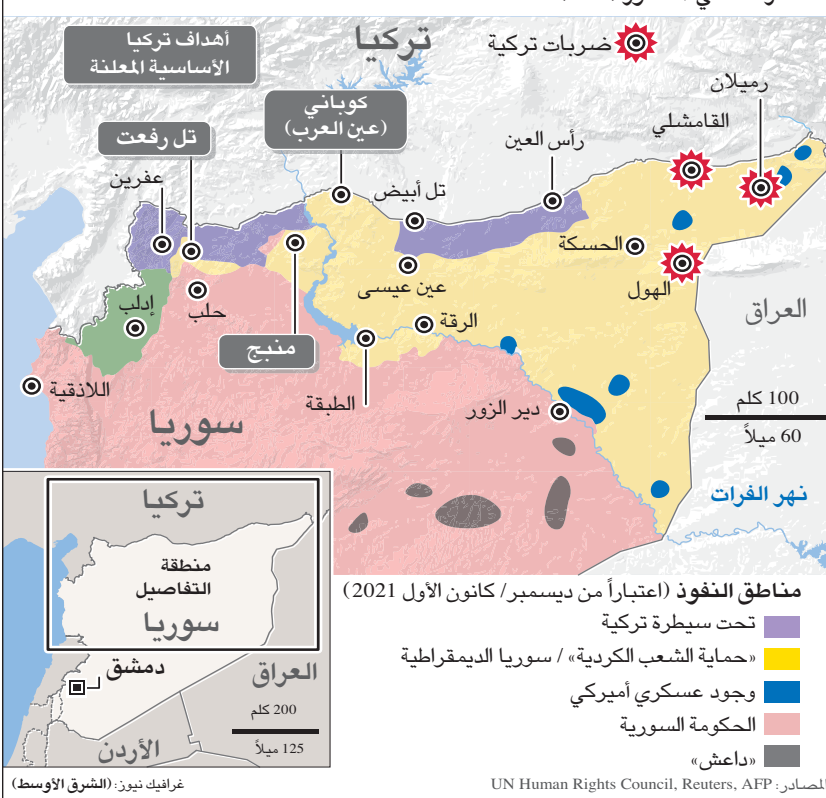 تركيا
أهداف تركيا
الأساسية المعلنة
ضربات تركية
رميلان
القامشلي
كوباني
(عين العرب)
تل رفعت
رأس العين
عفرين
تل أبيض
الحسكة
الهول
عين عيسى
إدلب
حلب
العراق
الرقة
منبج
اللاذقية
الطبقة
دير الزور
سوريا
100 كلم
60 ميلاً
نهر الفرات
تركيا
منطقة
التفاصيل
سوريا
دمشق
العراق
200 كلم
125 ميلاً
الأردن
مناطق النفوذ (اعتباراً من ديسمبر/ كانون الأول 2021)
تحت سيطرة تركية
«حماية الشعب الكردية» / سوريا الديمقراطية
وجود عسكري أميركي
الحكومة السورية
«داعش»
المصادر: UN Human Rights Council, Reuters, AFP
غرافيك نيوز: (الشرق الأوسط)